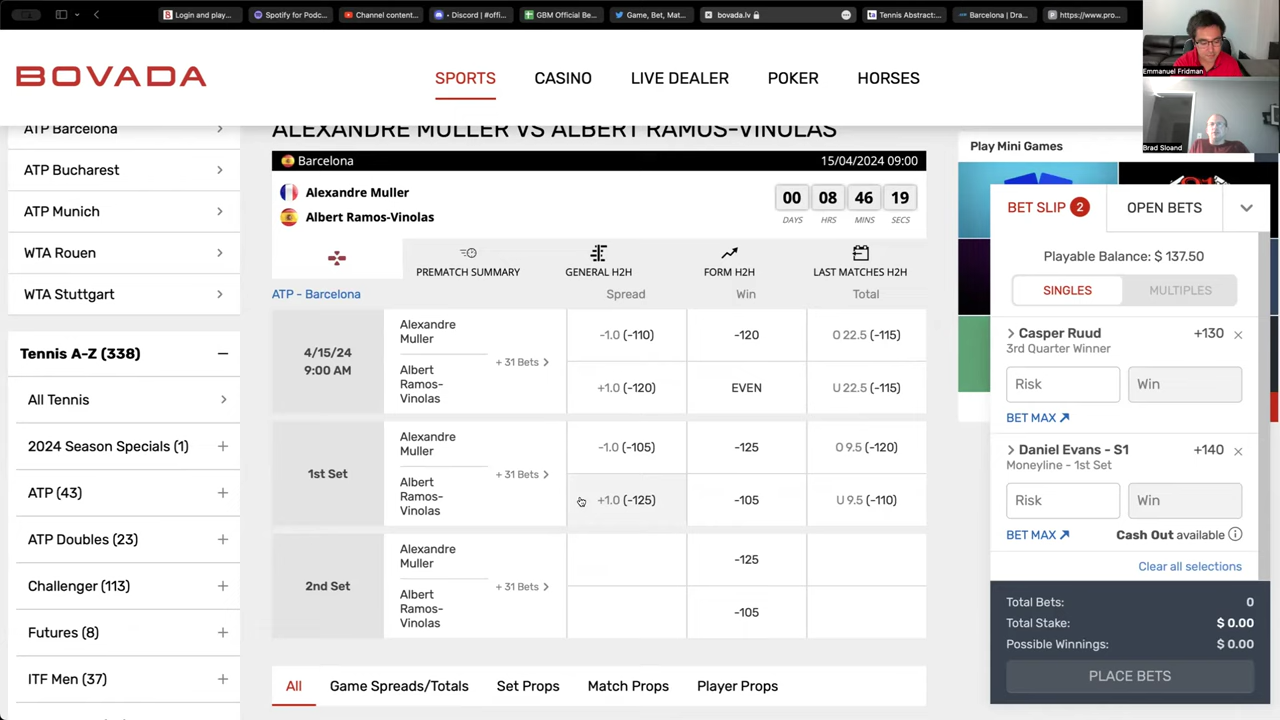 Login and play...
Spotify for Podc...
Channel content...
Discord | #offi...
GBM Official Be...
Game, Bet, Mat...
bovada.lv
Tennis Abstract:...
Barcelona | Dra...
https://www.pro...
BOVADA
SPORTS
CASINO
LIVE DEALER
POKER
HORSES
Emmanuel Fridman
Brad Sloand
ATP Barcelona
ATP Bucharest
ATP Munich
WTA Rouen
WTA Stuttgart
Tennis A-Z (338)
All Tennis
2024 Season Specials (1)
ATP (43)
ATP Doubles (23)
Challenger (113)
Futures (8)
ITF Men (37)
ALEXANDRE MULLER VS ALBERT RAMOS-VINOLAS
Barcelona
15/04/2024 09:00
Alexandre Muller
Albert Ramos-Vinolas
00 08 46 19
DAYS HRS MINS SECS
PREMATCH SUMMARY
GENERAL H2H
FORM H2H
LAST MATCHES H2H
ATP - Barcelona
Spread
Win
Total
4/15/24
9:00 AM
Alexandre
Muller
+ 31 Bets
Albert
Ramos-
Vinolas
-1.0 (-110)
-120
O 22.5 (-115)
+1.0 (-120)
EVEN
U 22.5 (-115)
1st Set
Alexandre
Muller
+ 31 Bets
Albert
Ramos-
Vinolas
-1.0 (-105)
-125
O 9.5 (-120)
+1.0 (-125)
-105
U 9.5 (-110)
2nd Set
Alexandre
Muller
+ 31 Bets
Albert
Ramos-
Vinolas
-125
-105
All
Game Spreads/Totals
Set Props
Match Props
Player Props
Play Mini Games
BET SLIP 2
OPEN BETS
Playable Balance: $ 137.50
SINGLES
MULTIPLES
Casper Ruud
+130
3rd Quarter Winner
Risk
Win
BET MAX
Daniel Evans - S1
+140
Moneyline - 1st Set
Risk
Win
BET MAX
Cash Out available
Clear all selections
Total Bets: 0
Total Stake: $ 0.00
Possible Winnings: $ 0.00
PLACE BETS